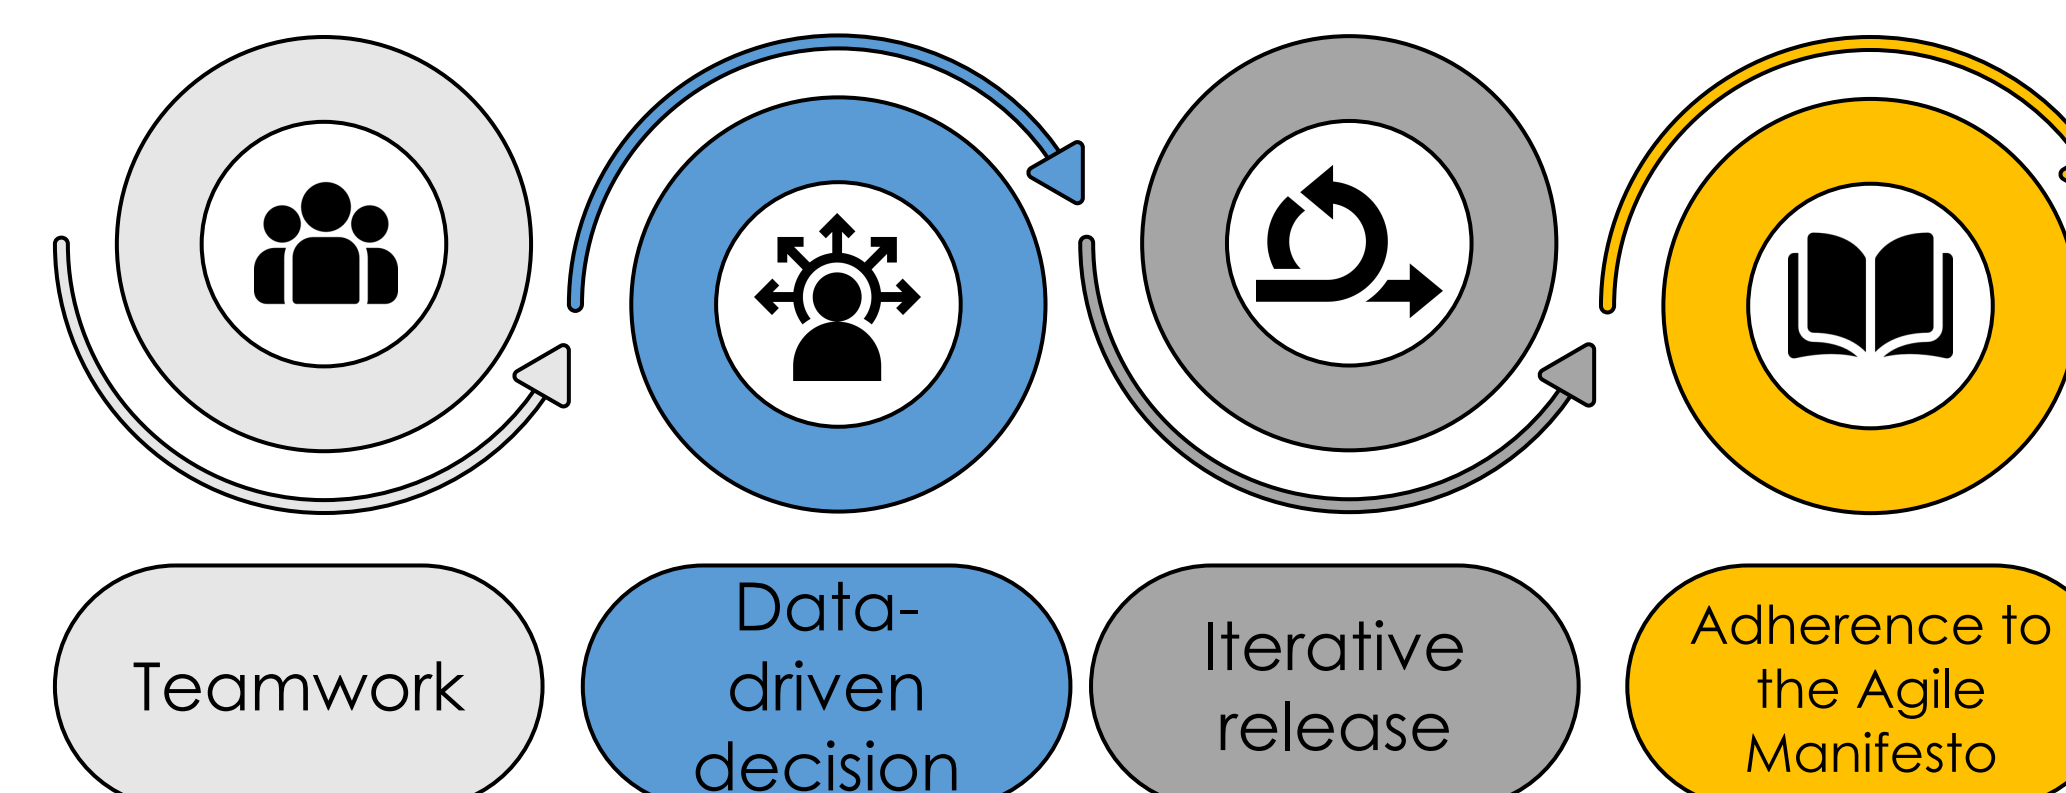 Teamwork
Data-
driven
decision
Iterative
release
Adherence to
the Agile
Manifesto